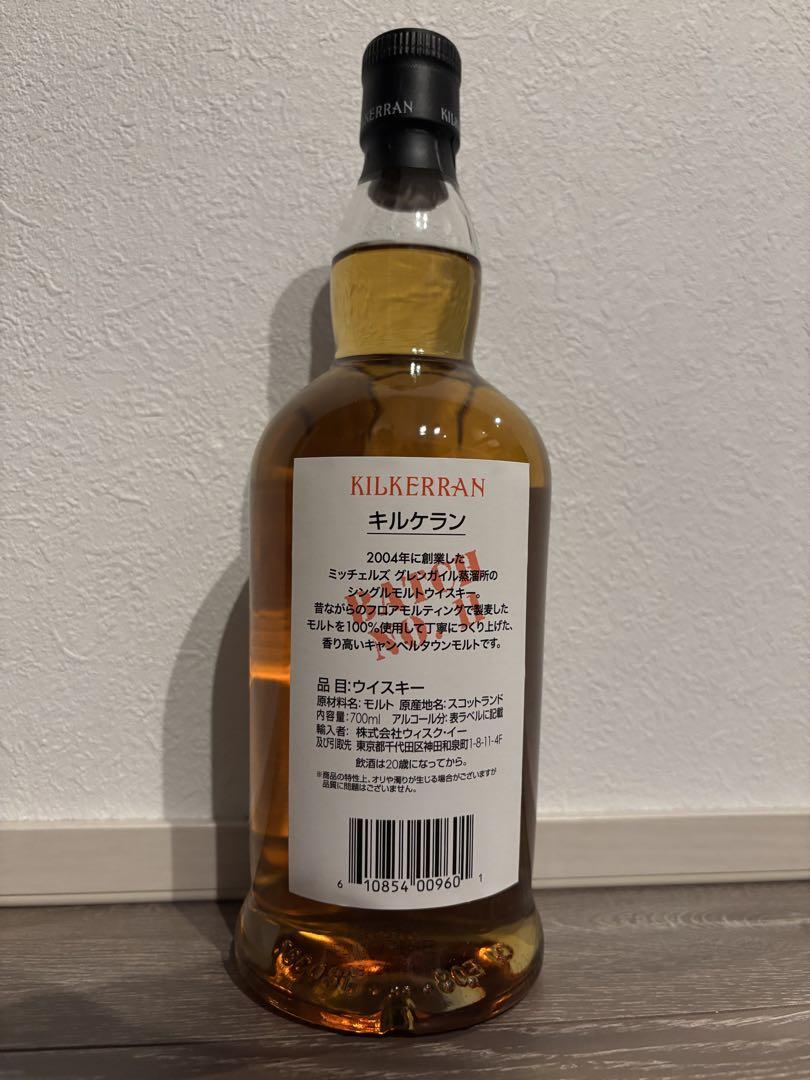 KERRAN KIL
KILKERRAN
キルケラン
2004年に創業した
ミッチェルズ グレンガイル蒸溜所の
シングルモルトウイスキー。
昔ながらのフロアモルティングで製麦した
モルトを100%使用して丁寧につくり上げた、
香り高いキャンベルタウンモルトです。
BATCH
NO. 11
品目:ウイスキー
原材料名:モルト 原産地名:スコットランド
内容量:700ml アルコール分:表ラベルに記載
輸入者: 株式会社ウィスク・イー
及び引取先 東京都千代田区神田和泉町1-8-11-4F
飲酒は20歳になってから。
※商品の特性上、オリや濁りが生じる場合がございますが
品質に問題はございません。
6 10854 00960 1